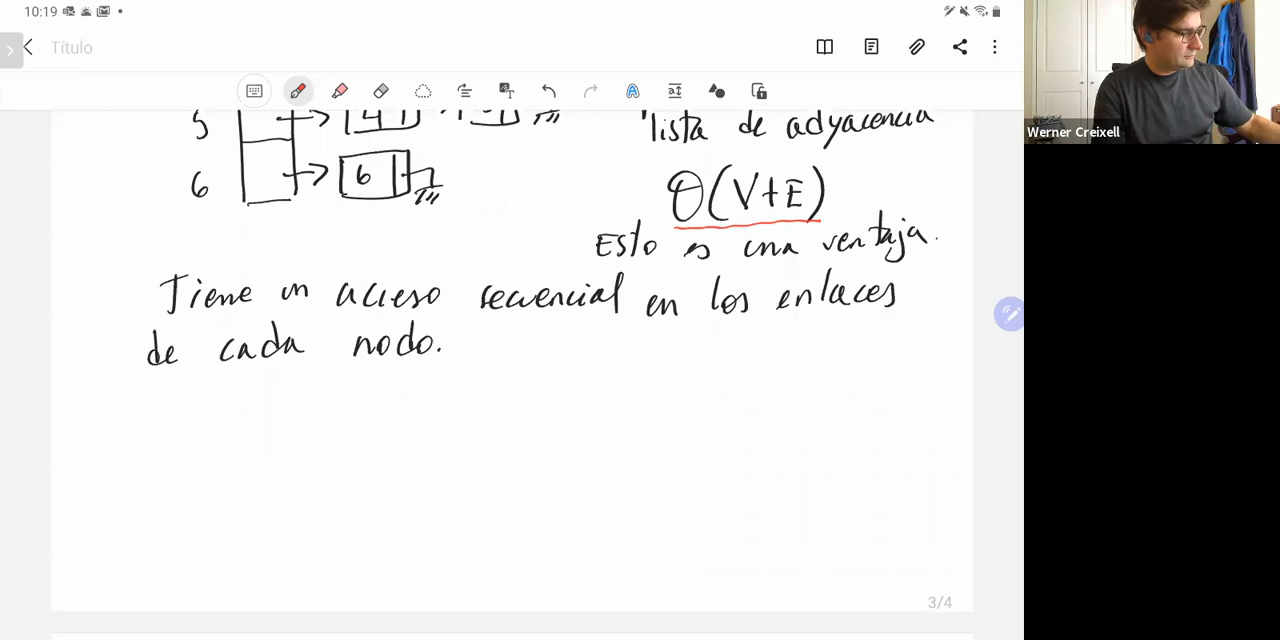 10:19
Título
Werner Creixell
5
"lista de adyacencia
6
6
Θ(V+E)
Esto es una ventaja.
Tiene un acceso secuencial en los enlaces
de cada nodo.
3/4